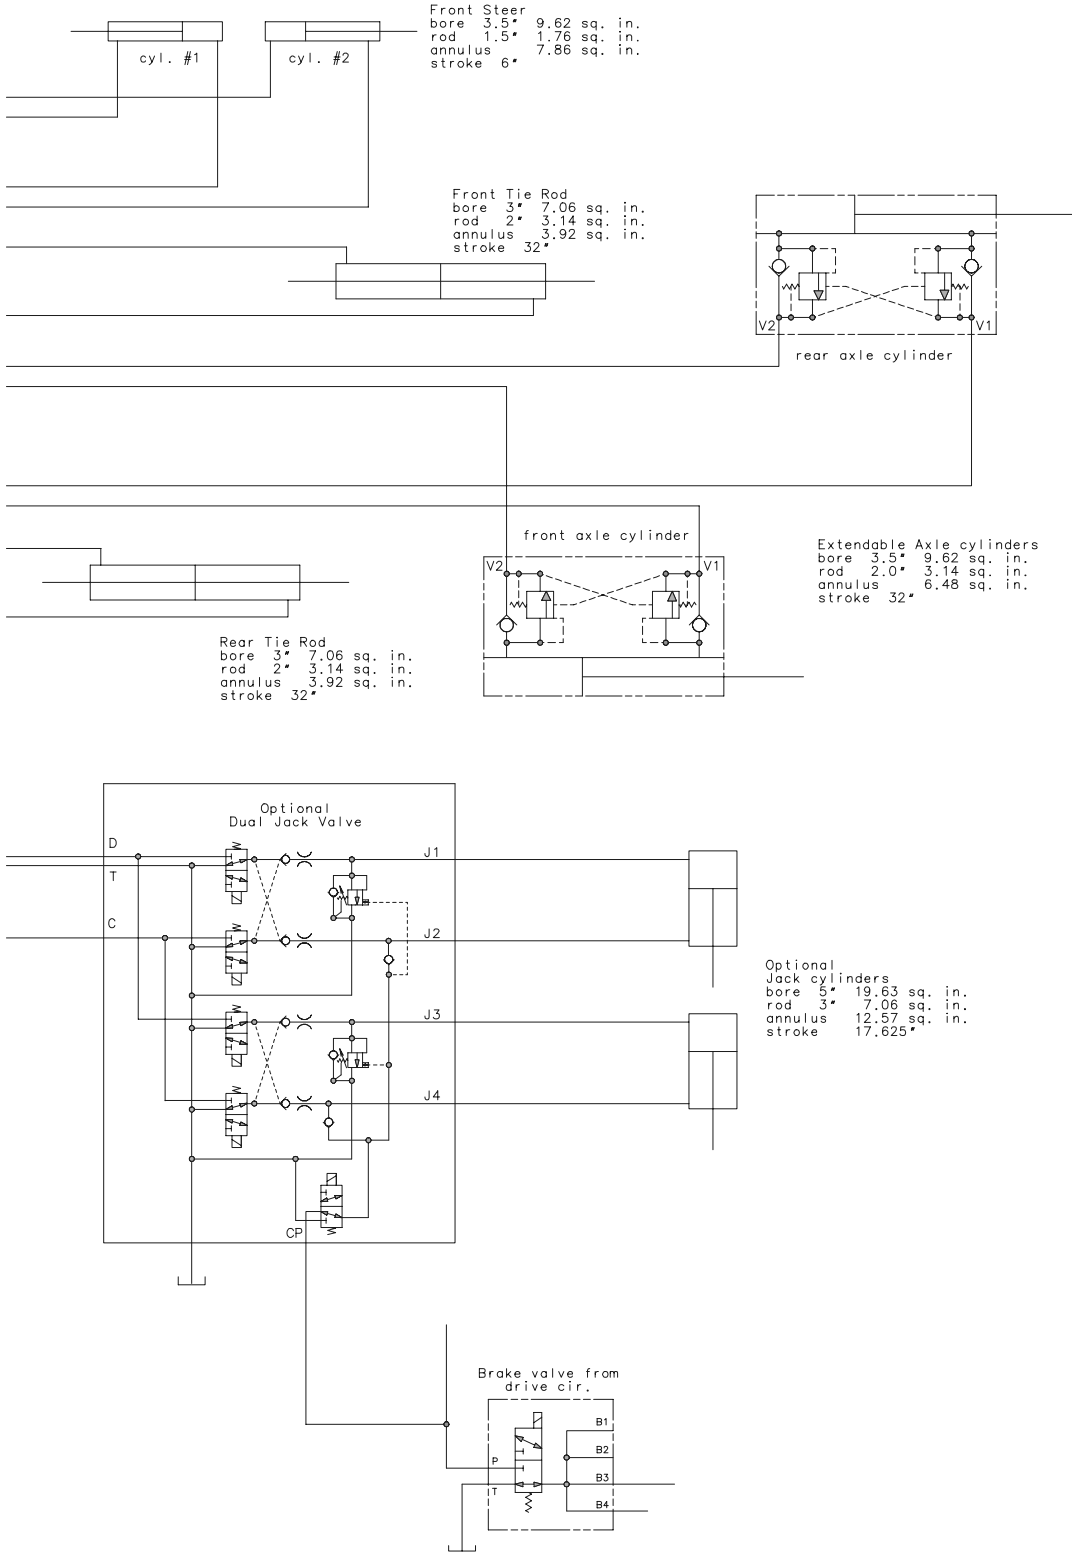 Front Steer
bore 3.5" 9.62 sq. in.
rod 1.5" 1.76 sq. in.
annulus 7.86 sq. in.
stroke 6"
cyl. #1
cyl. #2
Front Tie Rod
bore 3" 7.06 sq. in.
rod 2" 3.14 sq. in.
annulus 3.92 sq. in.
stroke 32"
V2
V1
rear axle cylinder
front axle cylinder
V2
V1
Extendable Axle cylinders
bore 3.5" 9.62 sq. in.
rod 2.0" 3.14 sq. in.
annulus 6.48 sq. in.
stroke 32"
Rear Tie Rod
bore 3" 7.06 sq. in.
rod 2" 3.14 sq. in.
annulus 3.92 sq. in.
stroke 32"
Optional
Dual Jack Valve
D
T
C
J1
J2
J3
J4
CP
Optional
Jack cylinders
bore 5" 19.63 sq. in.
rod 3" 7.06 sq. in.
annulus 12.57 sq. in.
stroke 17.625"
Brake valve from
drive cir.
B1
B2
P
B3
T
B4